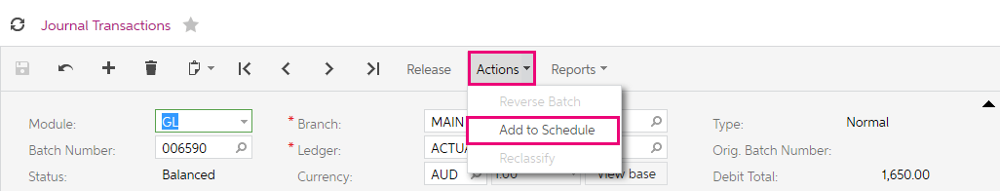 Journal Transactions
Release Actions Reports
Reverse Batch
Module: GL * Branch: MAIN Add to Schedule Type: Normal
Batch Number: 006590 * Ledger: ACTUA Reclassify Orig. Batch Number:
Status: Balanced Currency: AUD 1.00 View base Debit Total: 1,650.00